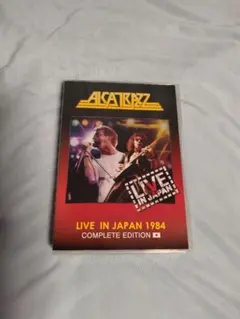 ALCATRAZZ
LIVE
IN JAPAN
LIVE IN JAPAN 1984
COMPLETE EDITION